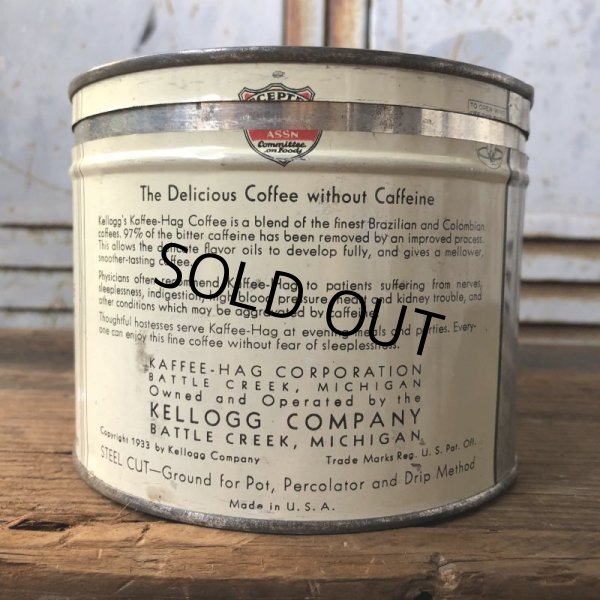 ACCEPTED
ASSN
Committee
on Foods
TO OPEN
The Delicious Coffee without Caffeine
Kellogg's Kaffee-Hag Coffee is a blend of the finest Brazilian and Colombian
coffees. 97% of the bitter caffeine has been removed by an improved process.
This allows the delicate flavor oils to develop fully, and gives a mellower,
smoother-tasting coffee.
Physicians often recommend Kaffee-Hag to patients suffering from nerves,
sleeplessness, indigestion, high blood pressure, heart and kidney trouble, and
other conditions which may be aggravated by caffeine.
Thoughtful hostesses serve Kaffee-Hag at evening meals and parties. Every-
one can enjoy this fine coffee without fear of sleeplessness.
SOLD OUT
KAFFEE-HAG CORPORATION
BATTLE CREEK, MICHIGAN
Owned and Operated by the
KELLOGG COMPANY
BATTLE CREEK, MICHIGAN
Copyright 1933 by Kellogg Company Trade Marks Reg. U. S. Pat. Off.
STEEL CUT—Ground for Pot, Percolator and Drip Method
Made in U. S. A.